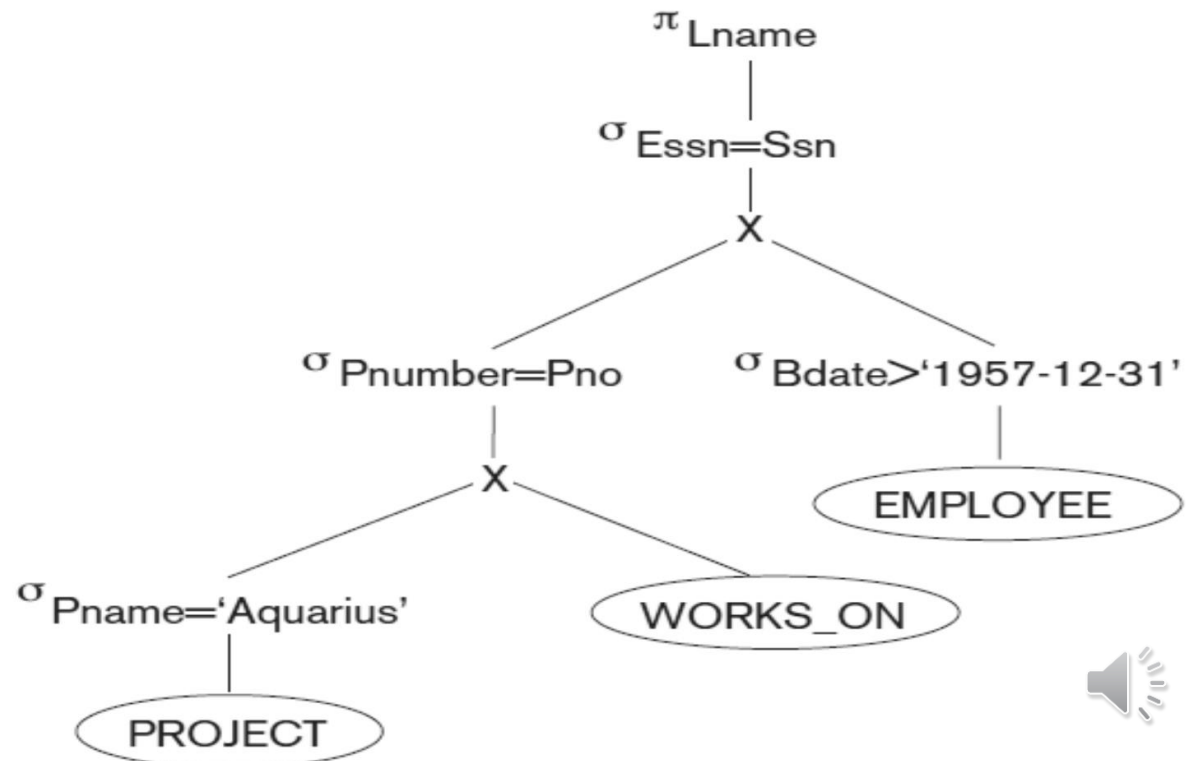 π Lname
σ Essn=Ssn
X
σ Pnumber=Pno
σ Bdate>‘1957-12-31’
X
EMPLOYEE
σ Pname=‘Aquarius’
WORKS_ON
PROJECT